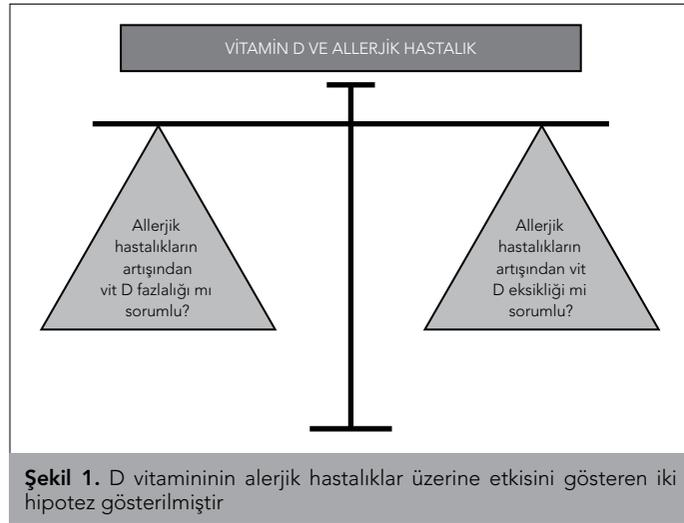 VİTAMİN D VE ALLERJİK HASTALIK
Allerjik
hastalıkların
artışından
vit D fazlalığı mı
sorumlu?
Allerjik
hastalıkların
artışından vit
D eksikliği mi
sorumlu?
Şekil 1. D vitamininin alerjik hastalıklar üzerine etkisini gösteren iki
hipotez gösterilmiştir